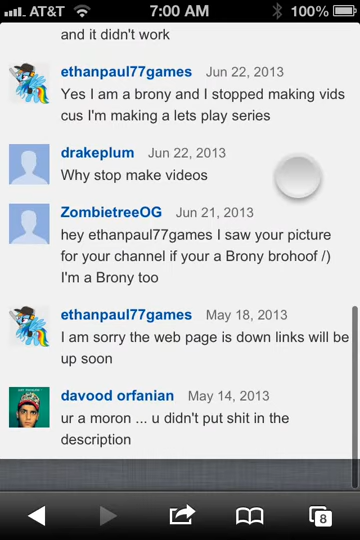 AT&T 7:00 AM 100%
and it didn't work
ethanpaul77games Jun 22, 2013
Yes I am a brony and I stopped making vids
cus I'm making a lets play series
drakeplum Jun 22, 2013
Why stop make videos
ZombietreeOG Jun 21, 2013
hey ethanpaul77games I saw your picture
for your channel if your a Brony brohoof /)
I'm a Brony too
ethanpaul77games May 18, 2013
I am sorry the web page is down links will be
up soon
davood orfanian May 14, 2013
ur a moron ... u didn't put shit in the
description
8